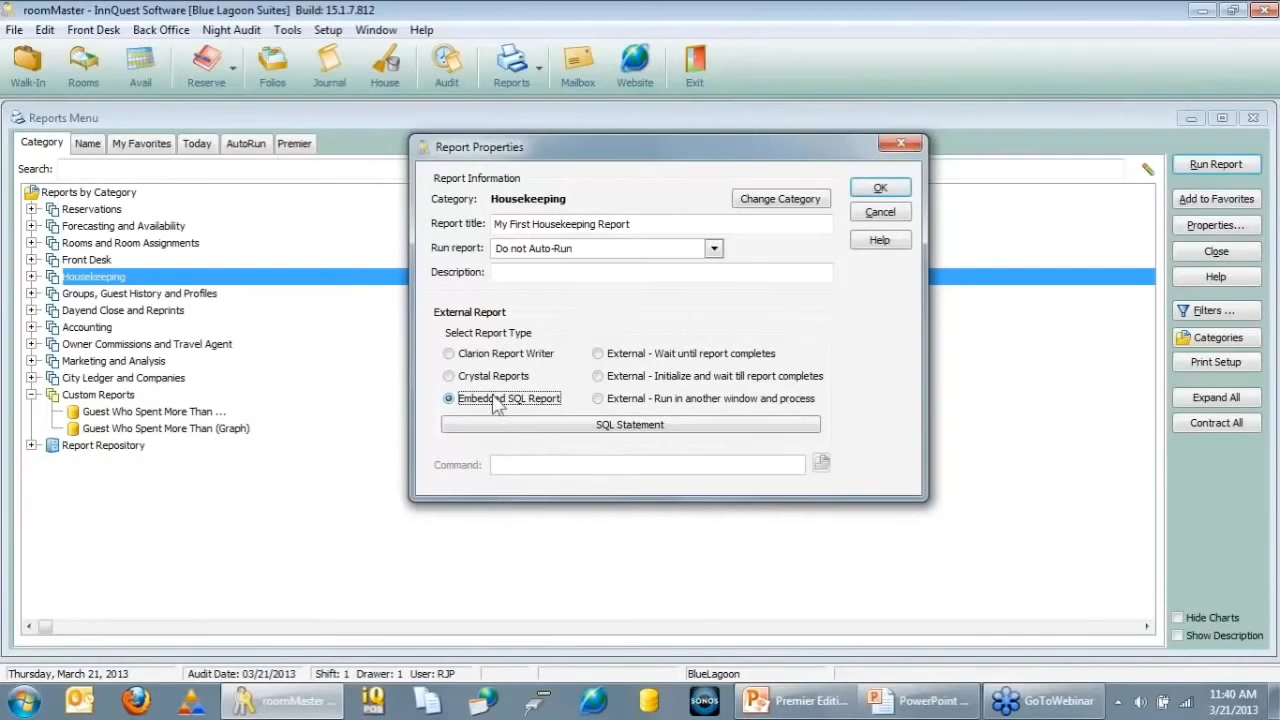 roomMaster - InnQuest Software [Blue Lagoon Suites] Build: 15.1.7.812
File Edit Front Desk Back Office Night Audit Tools Setup Window Help
Walk-In Rooms Avail Reserve Folios Journal House Audit Reports Mailbox Website Exit
Reports Menu
Category Name My Favorites Today AutoRun Premier
Search:
Reports by Category
Reservations
Forecasting and Availability
Rooms and Room Assignments
Front Desk
Housekeeping
Groups, Guest History and Profiles
Dayend Close and Reprints
Accounting
Owner Commissions and Travel Agent
Marketing and Analysis
City Ledger and Companies
Custom Reports
Guest Who Spent More Than ...
Guest Who Spent More Than (Graph)
Report Repository
Report Properties
Report Information
Category: Housekeeping Change Category
Report title: My First Housekeeping Report
Run report: Do not Auto-Run
Description:
OK
Cancel
Help
External Report
Select Report Type
Clarion Report Writer External - Wait until report completes
Crystal Reports External - Initialize and wait till report completes
Embedded SQL Report External - Run in another window and process
SQL Statement
Command:
Run Report
Add to Favorites
Properties...
Close
Help
Filters ...
Categories
Print Setup
Expand All
Contract All
Hide Charts
Show Description
Thursday, March 21, 2013 Audit Date: 03/21/2013 Shift: 1 Drawer: 1 User: RJP BlueLagoon
roomMaster ... iQ POS SONOS Premier Editi... PowerPoint ... GoToWebinar 11:40 AM
3/21/2013